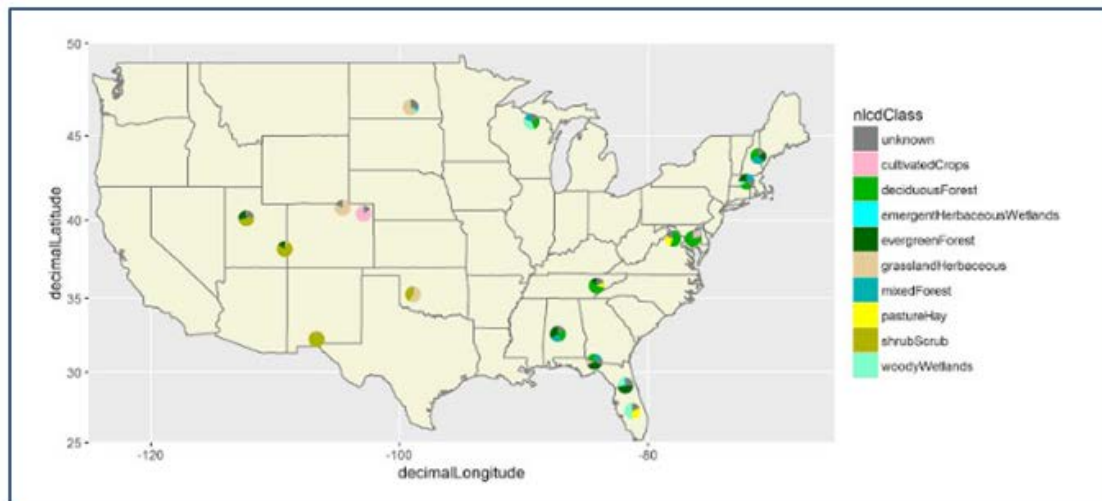 50
45
40
35
30
25
decimalLatitude
-120
-100
-80
decimalLongitude
nlcdClass
unknown
cultivatedCrops
deciduousForest
emergentHerbaceousWetlands
evergreenForest
grasslandHerbaceous
mixedForest
pastureHay
shrubScrub
woodyWetlands